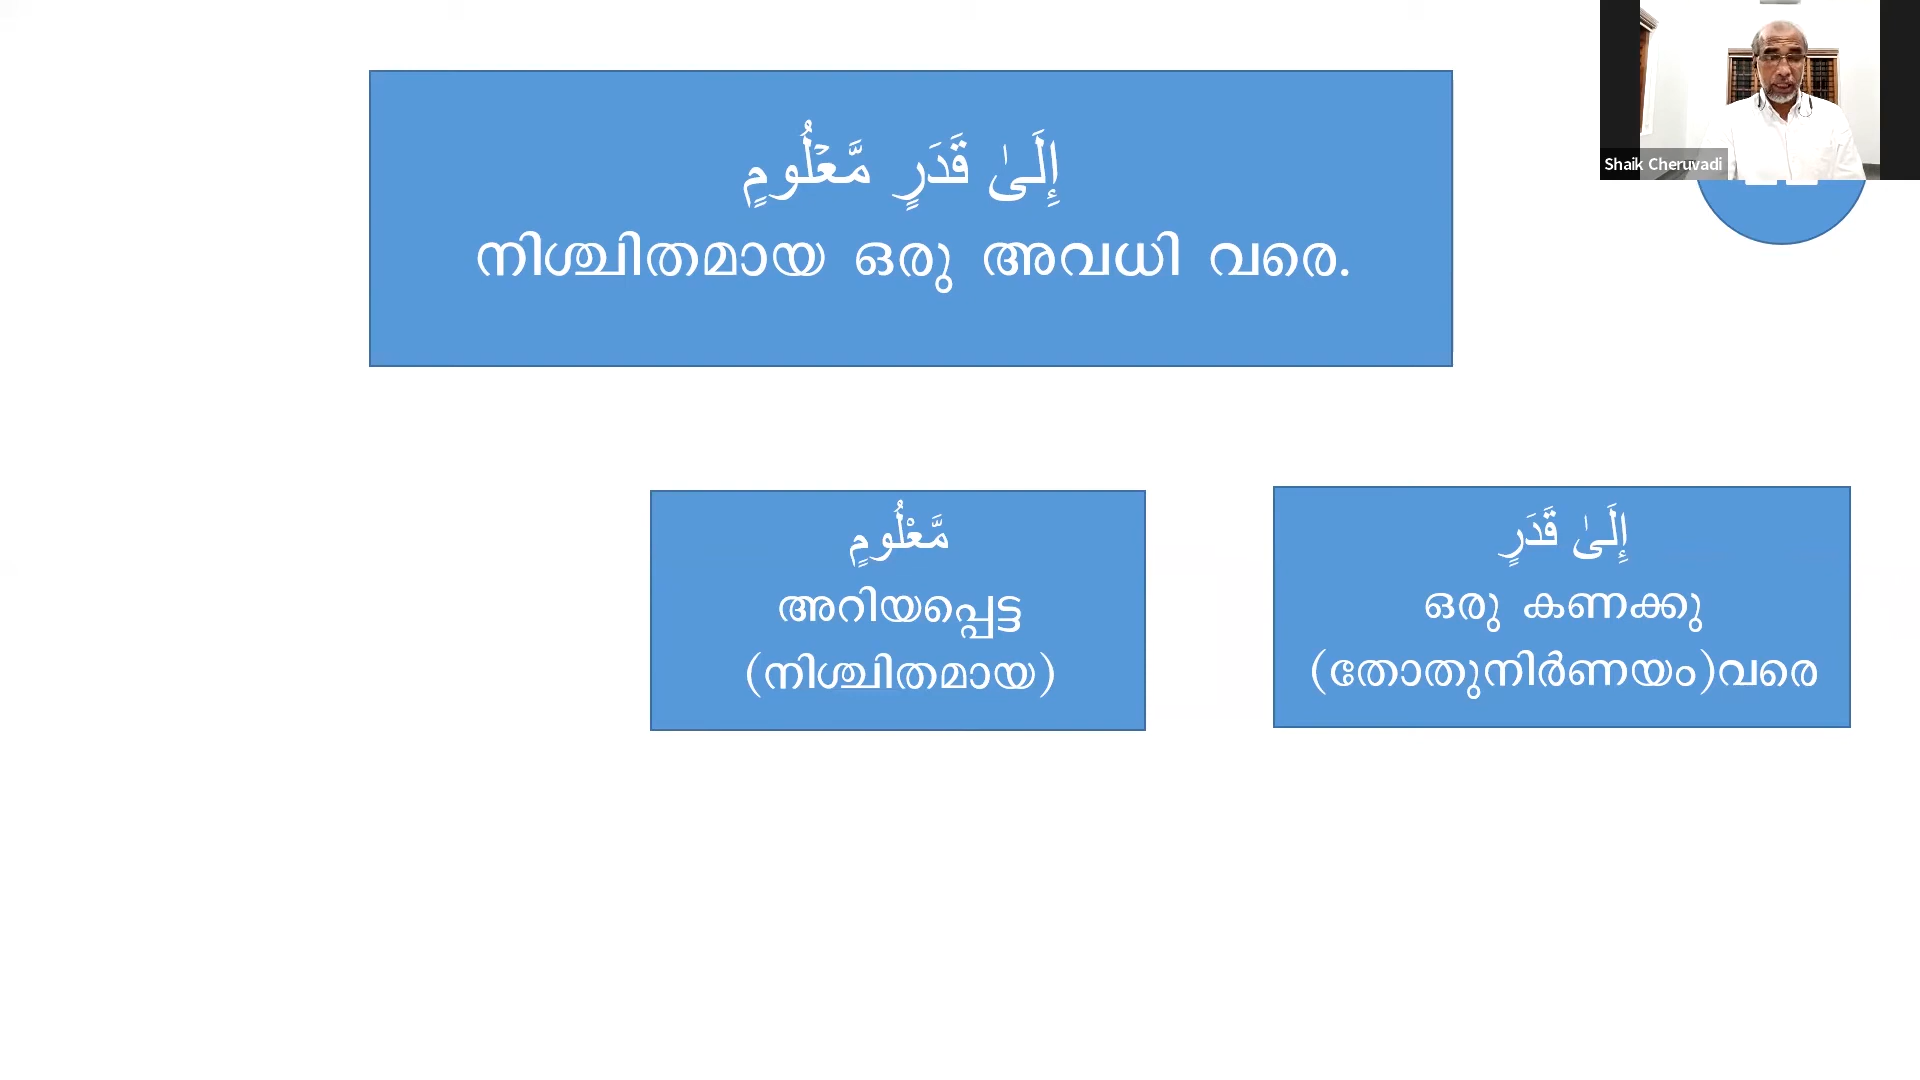 إِلَىٰ قَدَرٍ مَّعْلُومٍ
നിശ്ചിതമായ ഒരു അവധി വരെ.
Shaik Cheruvadi
إِلَىٰ قَدَرٍ
ഒരു കണക്കു
(തോതുനിർണയം)വരെ
مَّعْلُومٍ
അറിയപ്പെട്ട
(നിശ്ചിതമായ)